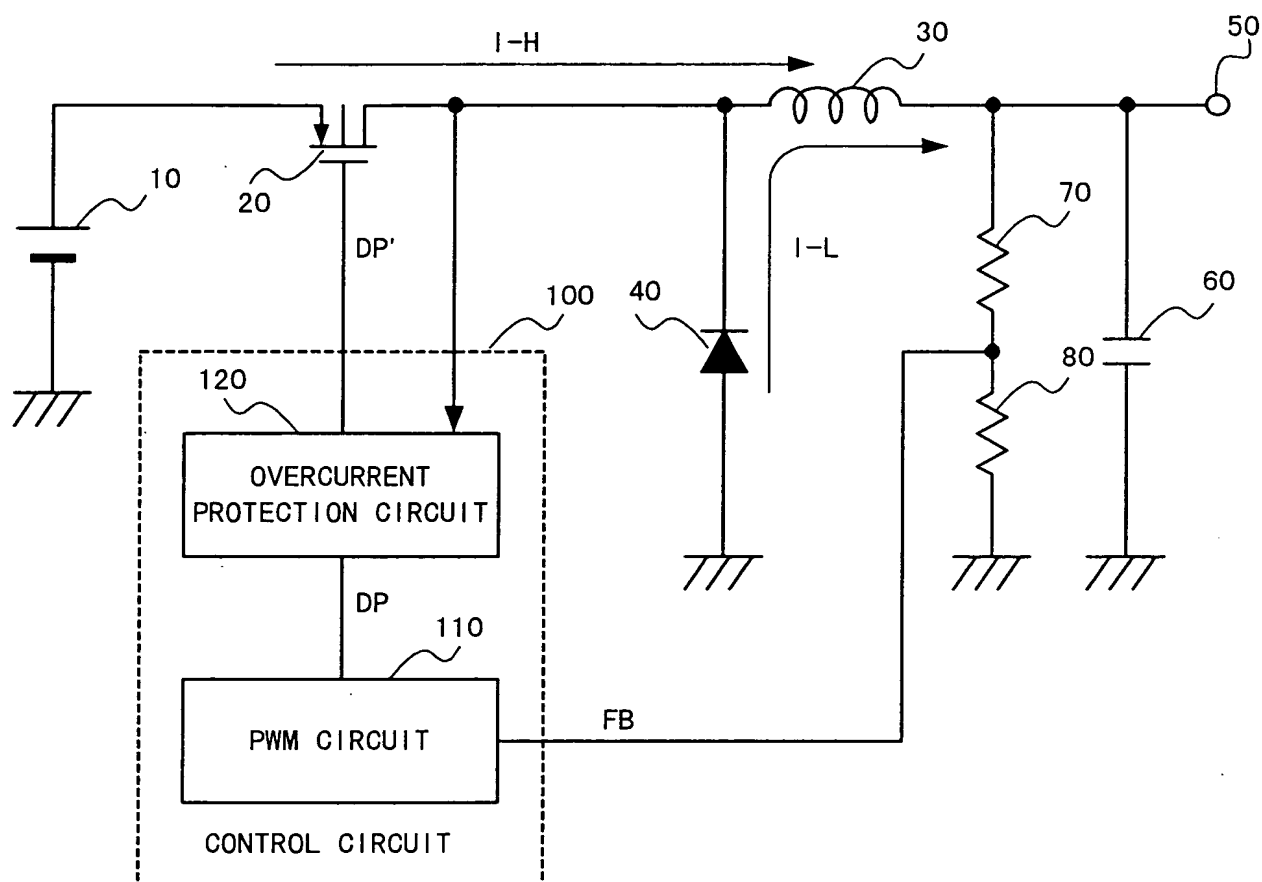 I-H
30
50
10
20
DP'
70
I-L
40
60
100
80
120
OVERCURRENT
PROTECTION CIRCUIT
DP
110
FB
PWM CIRCUIT
CONTROL CIRCUIT